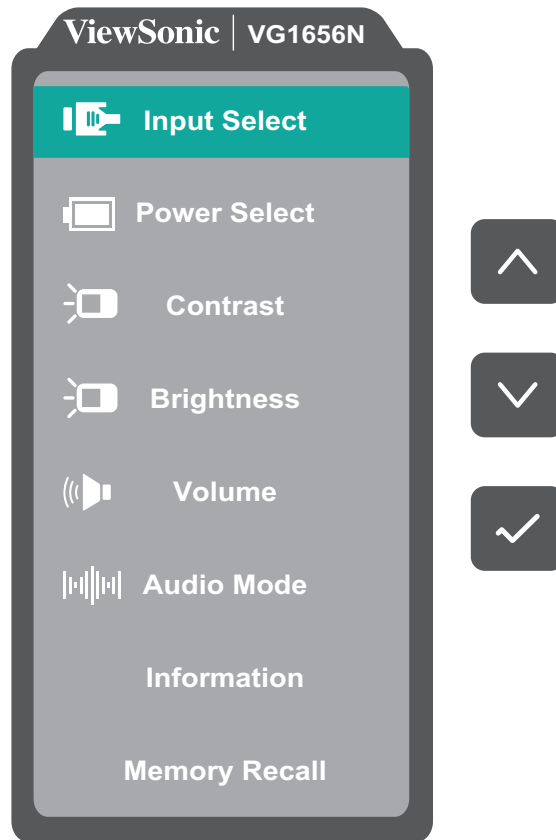 ViewSonic | VG1656N
Input Select
Power Select
Contrast
Brightness
Volume
Audio Mode
Information
Memory Recall